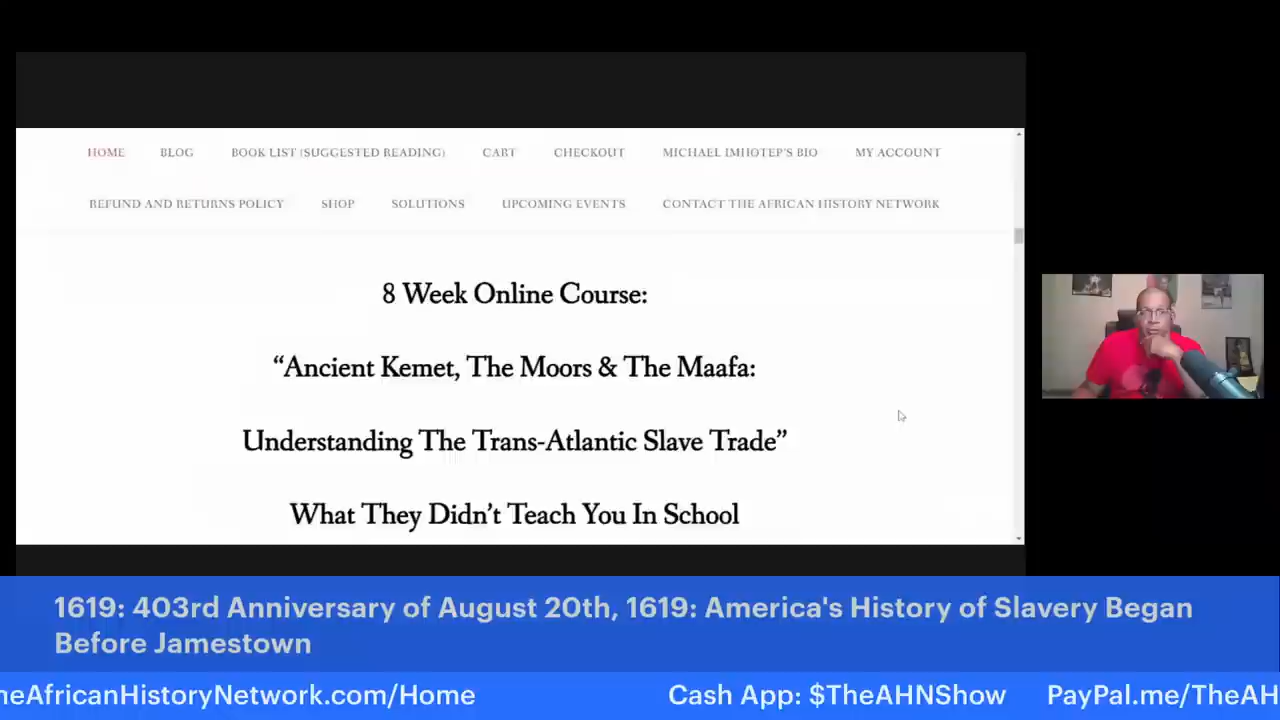 HOME BLOG BOOK LIST (SUGGESTED READING) CART CHECKOUT MICHAEL IMHOTEP'S BIO MY ACCOUNT
REFUND AND RETURNS POLICY SHOP SOLUTIONS UPCOMING EVENTS CONTACT THE AFRICAN HISTORY NETWORK
8 Week Online Course:
“Ancient Kemet, The Moors & The Maafa:
Understanding The Trans-Atlantic Slave Trade”
What They Didn’t Teach You In School
1619: 403rd Anniversary of August 20th, 1619: America's History of Slavery Began
Before Jamestown
heAfricanHistoryNetwork.com/Home Cash App: $TheAHNShow PayPal.me/TheAH